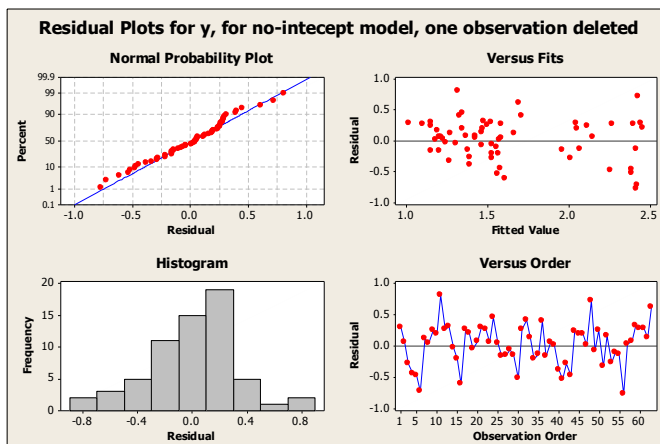 Residual Plots for y, for no-intecept model, one observation deleted
Normal Probability Plot
99.9
99
90
50
10
1
0.1
Percent
-1.0 -0.5 0.0 0.5 1.0
Residual
Versus Fits
1.0
0.5
0.0
-0.5
-1.0
Residual
1.0 1.5 2.0 2.5
Fitted Value
Histogram
20
15
10
5
0
Frequency
-0.8 -0.4 0.0 0.4 0.8
Residual
Versus Order
1.0
0.5
0.0
-0.5
-1.0
Residual
1 5 10 15 20 25 30 35 40 45 50 55 60
Observation Order